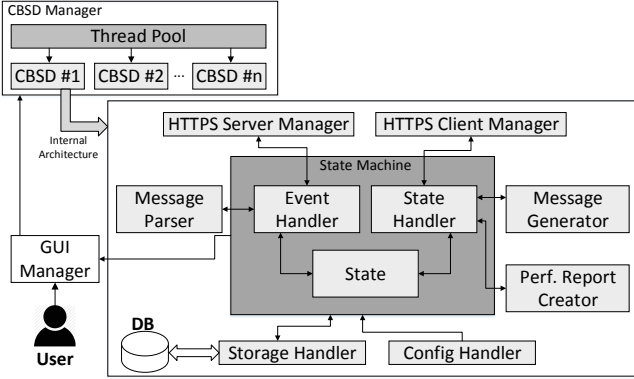 CBSD Manager
Thread Pool
CBSD #1
CBSD #2
...
CBSD #n
Internal
Architecture
HTTPS Server Manager
HTTPS Client Manager
State Machine
Message
Parser
Event
Handler
State
Handler
Message
Generator
GUI
Manager
State
Perf. Report
Creator
User
DB
Storage Handler
Config Handler